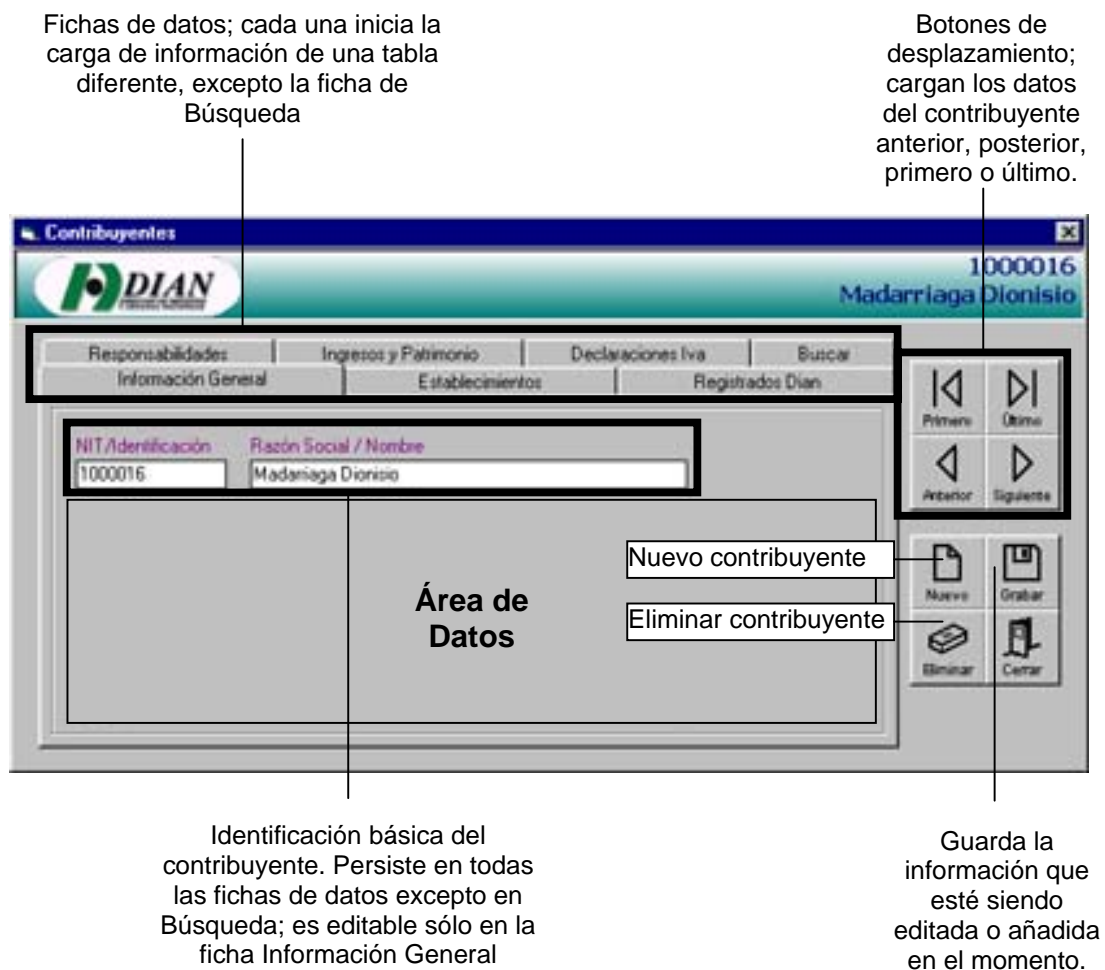 Fichas de datos; cada una inicia la
carga de información de una tabla
diferente, excepto la ficha de
Búsqueda
Botones de
desplazamiento;
cargan los datos
del contribuyente
anterior, posterior,
primero o último.
Contribuyentes
DIAN
1000016
Madarriaga Dionisio
Responsabilidades
Ingresos y Patrimonio
Declaraciones Iva
Buscar
Información General
Establecimientos
Registrados Dian
Primero
Último
Anterior
Siguiente
NIT/Identificación
Razón Social / Nombre
1000016
Madarriaga Dionisio
Área de
Datos
Nuevo contribuyente
Eliminar contribuyente
Nuevo
Grabar
Eliminar
Cerrar
Identificación básica del
contribuyente. Persiste en todas
las fichas de datos excepto en
Búsqueda; es editable sólo en la
ficha Información General
Guarda la
información que
esté siendo
editada o añadida
en el momento.